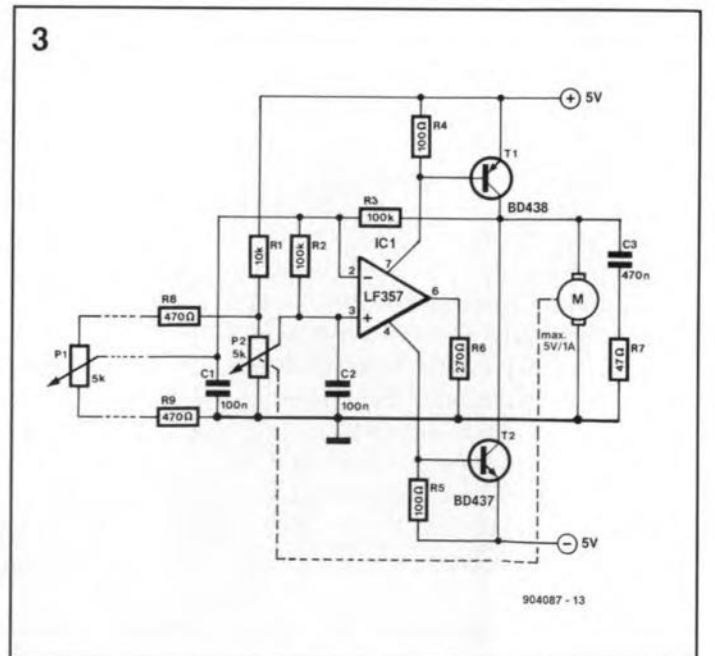 3
+ 5V
R4
100Ω
T1
BD438
R3
100k
IC1
R1
10k
R2
100k
C3
470n
2
−
7
LF357
6
3
+
4
M
max.
5V/1A
R8
470Ω
P1
5k
P2
5k
R6
270Ω
R7
47Ω
C1
100n
C2
100n
R9
470Ω
T2
BD437
R5
100Ω
− 5V
904087 - 13